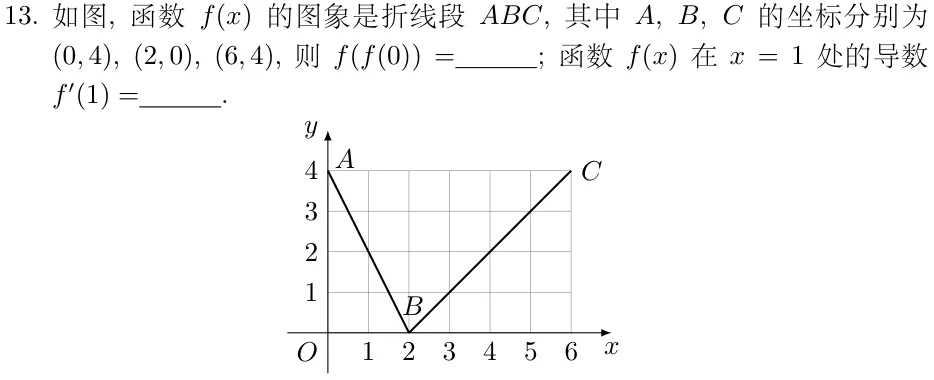 13. 如图, 函数 f(x) 的图象是折线段 ABC, 其中 A, B, C 的坐标分别为
(0, 4), (2, 0), (6, 4), 则 f(f(0)) =______; 函数 f(x) 在 x = 1 处的导数
f′(1) =______.
y
4 A C
3
2
1 B
O 1 2 3 4 5 6 x